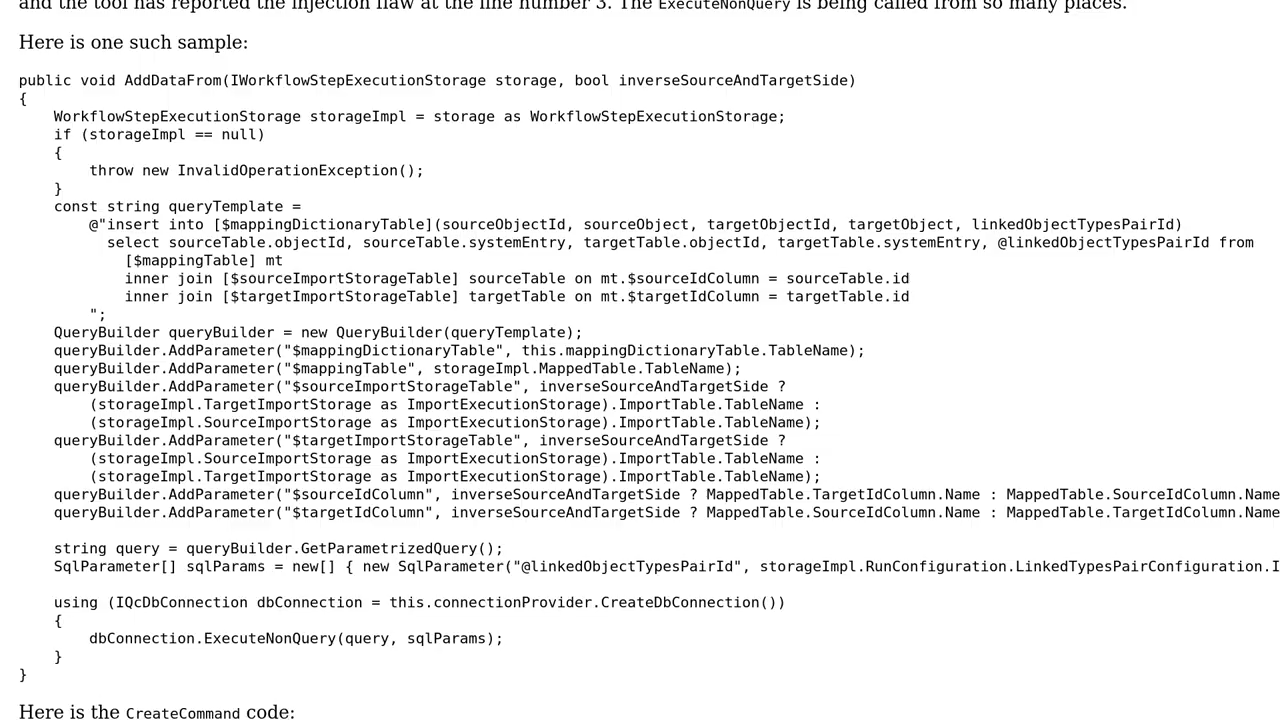 and the tool has reported the injection flaw at the line number 3. The ExecuteNonQuery is being called from so many places.
Here is one such sample:
public void AddDataFrom(IWorkflowStepExecutionStorage storage, bool inverseSourceAndTargetSide)
{
    WorkflowStepExecutionStorage storageImpl = storage as WorkflowStepExecutionStorage;
    if (storageImpl == null)
    {
        throw new InvalidOperationException();
    }
    const string queryTemplate =
        @"insert into [$mappingDictionaryTable](sourceObjectId, sourceObject, targetObjectId, targetObject, linkedObjectTypesPairId)
          select sourceTable.objectId, sourceTable.systemEntry, targetTable.objectId, targetTable.systemEntry, @linkedObjectTypesPairId from
            [$mappingTable] mt
            inner join [$sourceImportStorageTable] sourceTable on mt.$sourceIdColumn = sourceTable.id
            inner join [$targetImportStorageTable] targetTable on mt.$targetIdColumn = targetTable.id
        ";
    QueryBuilder queryBuilder = new QueryBuilder(queryTemplate);
    queryBuilder.AddParameter("$mappingDictionaryTable", this.mappingDictionaryTable.TableName);
    queryBuilder.AddParameter("$mappingTable", storageImpl.MappedTable.TableName);
    queryBuilder.AddParameter("$sourceImportStorageTable", inverseSourceAndTargetSide ?
        (storageImpl.TargetImportStorage as ImportExecutionStorage).ImportTable.TableName :
        (storageImpl.SourceImportStorage as ImportExecutionStorage).ImportTable.TableName);
    queryBuilder.AddParameter("$targetImportStorageTable", inverseSourceAndTargetSide ?
        (storageImpl.SourceImportStorage as ImportExecutionStorage).ImportTable.TableName :
        (storageImpl.TargetImportStorage as ImportExecutionStorage).ImportTable.TableName);
    queryBuilder.AddParameter("$sourceIdColumn", inverseSourceAndTargetSide ? MappedTable.TargetIdColumn.Name : MappedTable.SourceIdColumn.Name
    queryBuilder.AddParameter("$targetIdColumn", inverseSourceAndTargetSide ? MappedTable.SourceIdColumn.Name : MappedTable.TargetIdColumn.Name
    string query = queryBuilder.GetParametrizedQuery();
    SqlParameter[] sqlParams = new[] { new SqlParameter("@linkedObjectTypesPairId", storageImpl.RunConfiguration.LinkedTypesPairConfiguration.I
    using (IQcDbConnection dbConnection = this.connectionProvider.CreateDbConnection())
    {
        dbConnection.ExecuteNonQuery(query, sqlParams);
    }
}
Here is the CreateCommand code: